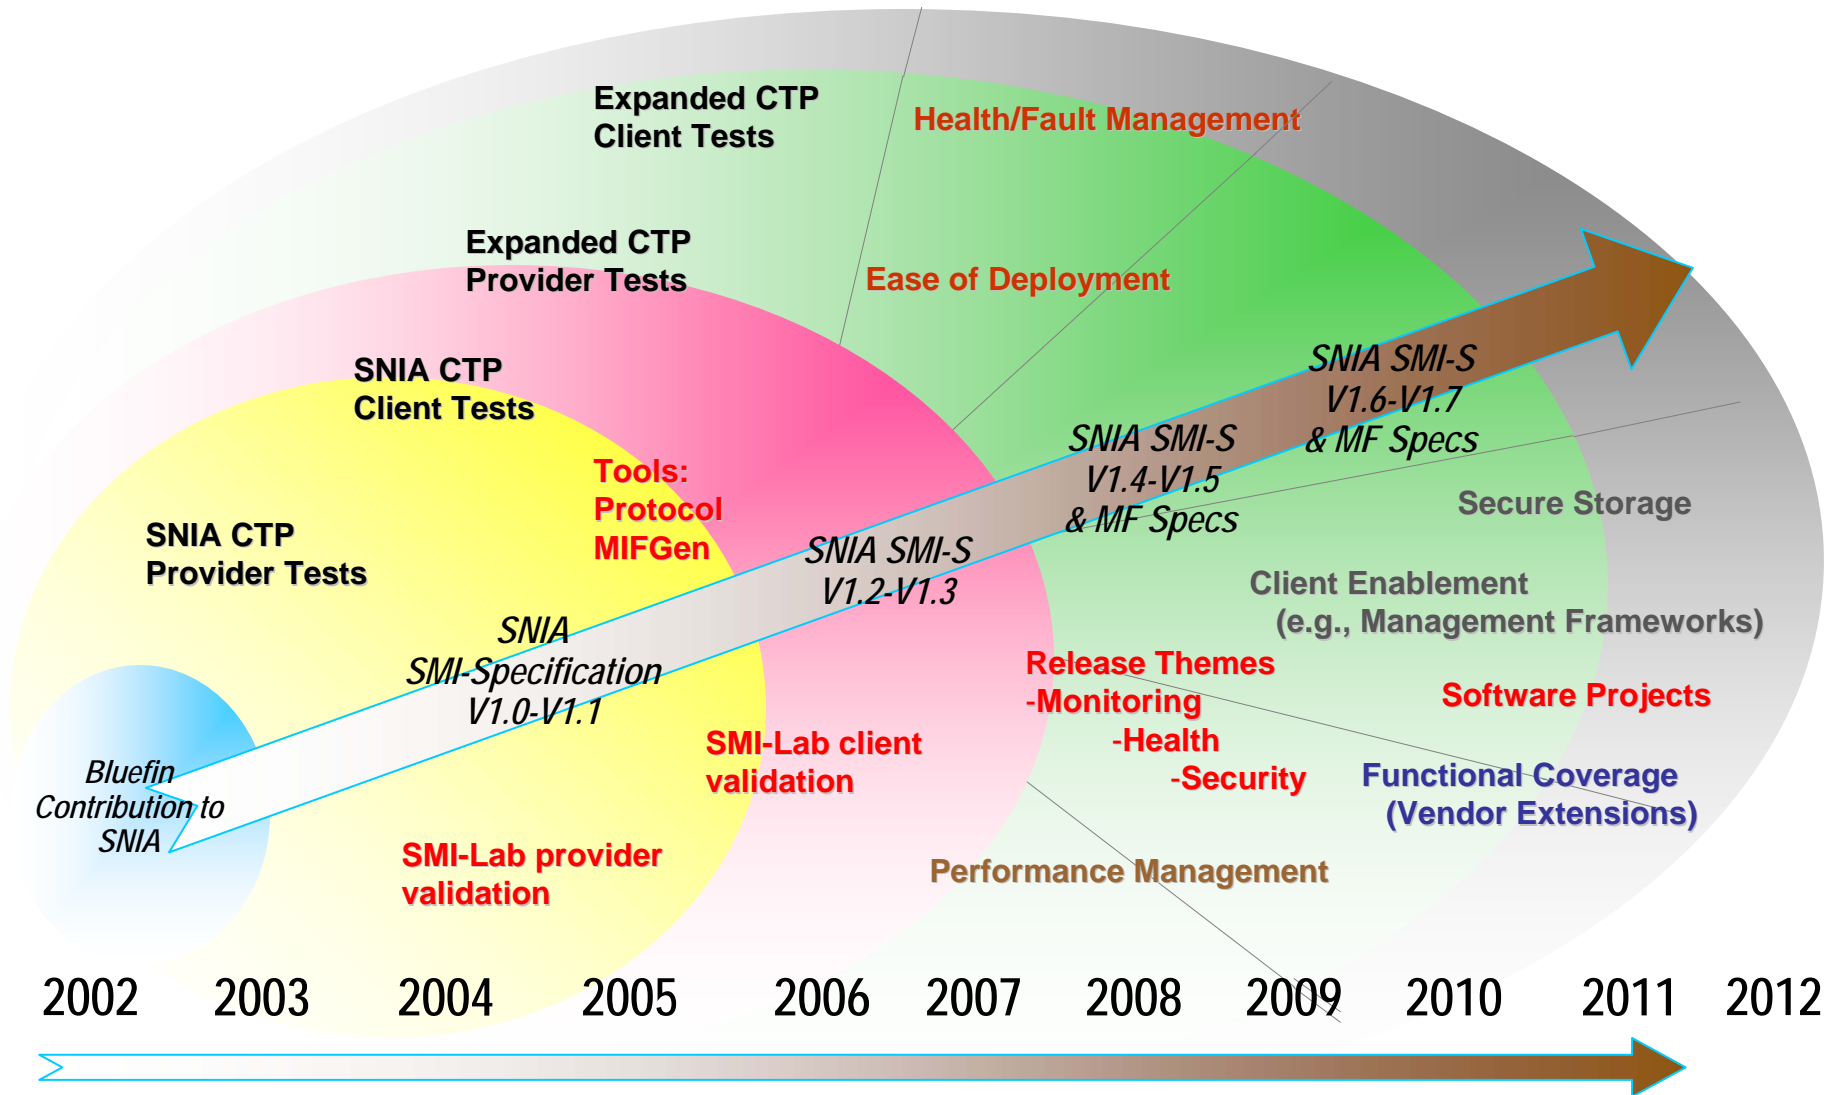 Expanded CTP
Client Tests
Health/Fault Management
Expanded CTP
Provider Tests
Ease of Deployment
SNIA CTP
Client Tests
SNIA SMI-S
V1.6-V1.7
& MF Specs
SNIA SMI-S
V1.4-V1.5
& MF Specs
Tools:
Protocol
MIFGen
Secure Storage
SNIA CTP
Provider Tests
SNIA SMI-S
V1.2-V1.3
Client Enablement
(e.g., Management Frameworks)
SNIA
SMI-Specification
V1.0-V1.1
Release Themes
-Monitoring
-Health
-Security
Software Projects
SMI-Lab client
validation
Functional Coverage
(Vendor Extensions)
Bluefin
Contribution to
SNIA
SMI-Lab provider
validation
Performance Management
2002 2003 2004 2005 2006 2007 2008 2009 2010 2011 2012